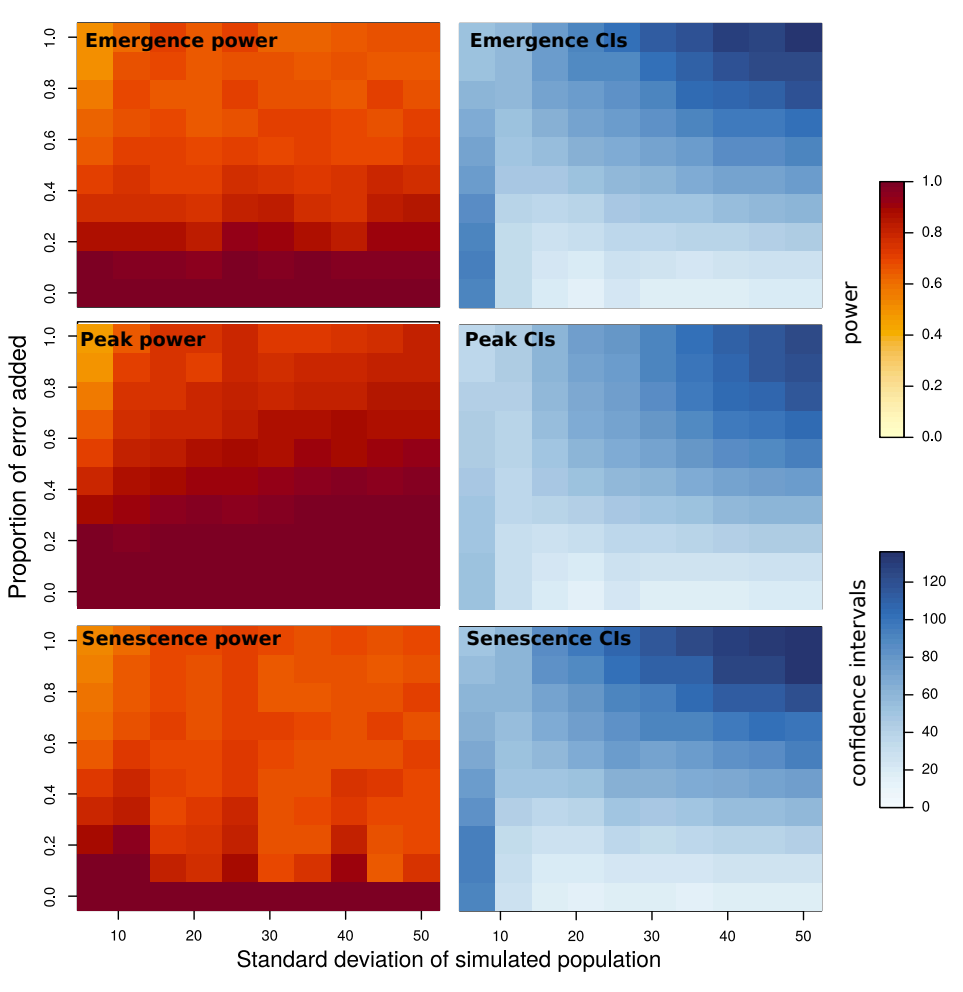 Emergence power
Emergence CIs
0.0 0.2 0.4 0.6 0.8 1.0
Peak power
Peak CIs
0.0 0.2 0.4 0.6 0.8 1.0
Senescence power
Senescence CIs
0.0 0.2 0.4 0.6 0.8 1.0
Proportion of error added
10 20 30 40 50
10 20 30 40 50
Standard deviation of simulated population
power
1.0
0.8
0.6
0.4
0.2
0.0
confidence intervals
120
100
80
60
40
20
0